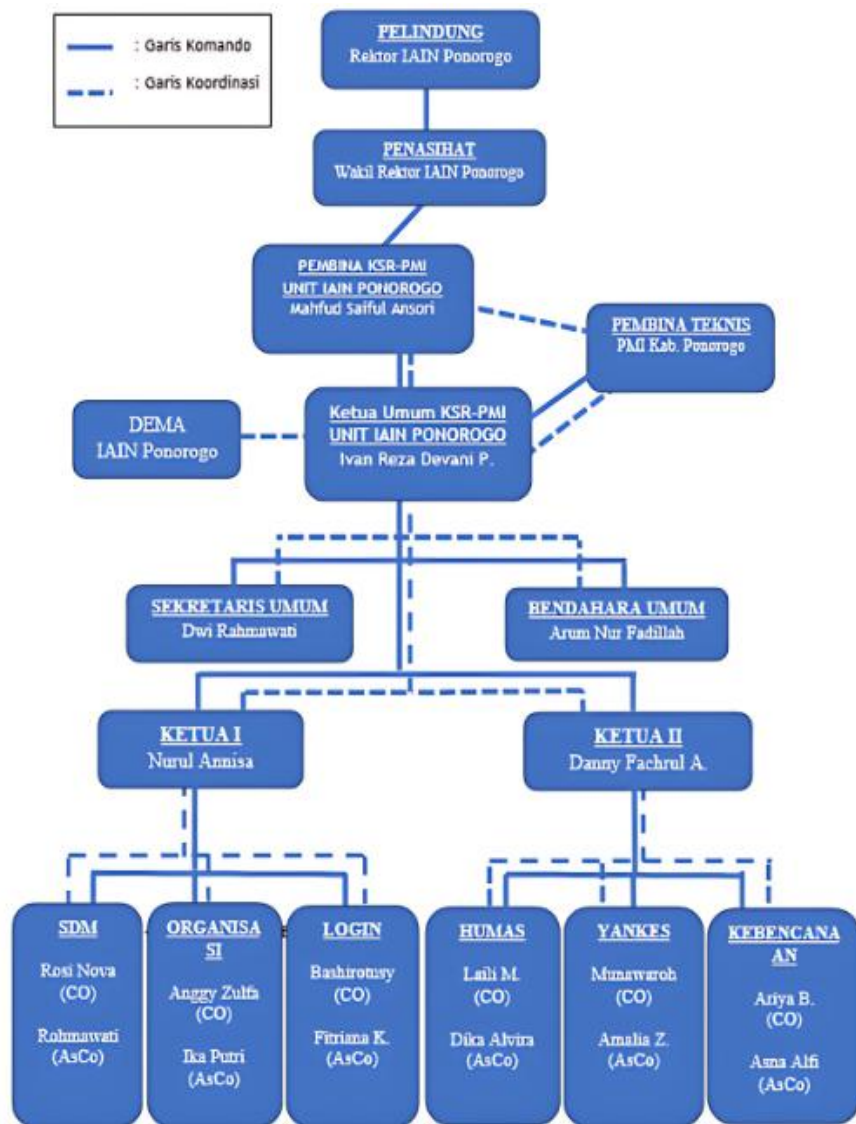 : Garis Komando
: Garis Koordinasi
PELINDUNG
Rektor IAIN Ponorogo
PENASIHAT
Wakil Rektor IAIN Ponorogo
PEMBINA KSR-PMI
UNIT IAIN PONOROGO
Mahfud Saiful Ansori
PEMBINA TEKNIS
PMI Kab. Ponorogo
DEMA
IAIN Ponorogo
Ketua Umum KSR-PMI
UNIT IAIN PONOROGO
Ivan Reza Devani P.
SEKRETARIS UMUM
Dwi Rahmawati
BENDAHARA UMUM
Arum Nur Fadillah
KETUA I
Nurul Annisa
KETUA II
Danny Fachrul A.
SDM
Rosi Nova
(CO)
Rohmawati
(AsCo)
ORGANISA
SI
Anggy Zulfa
(CO)
Ika Putri
(AsCo)
LOGIN
Bashirotusy
(CO)
Fitriana K.
(AsCo)
HUMAS
Laili M.
(CO)
Dika Alvira
(AsCo)
YANKES
Munawaroh
(CO)
Amalia Z.
(AsCo)
KEBENCANA
AN
Ariya B.
(CO)
Asna Alfi
(AsCo)